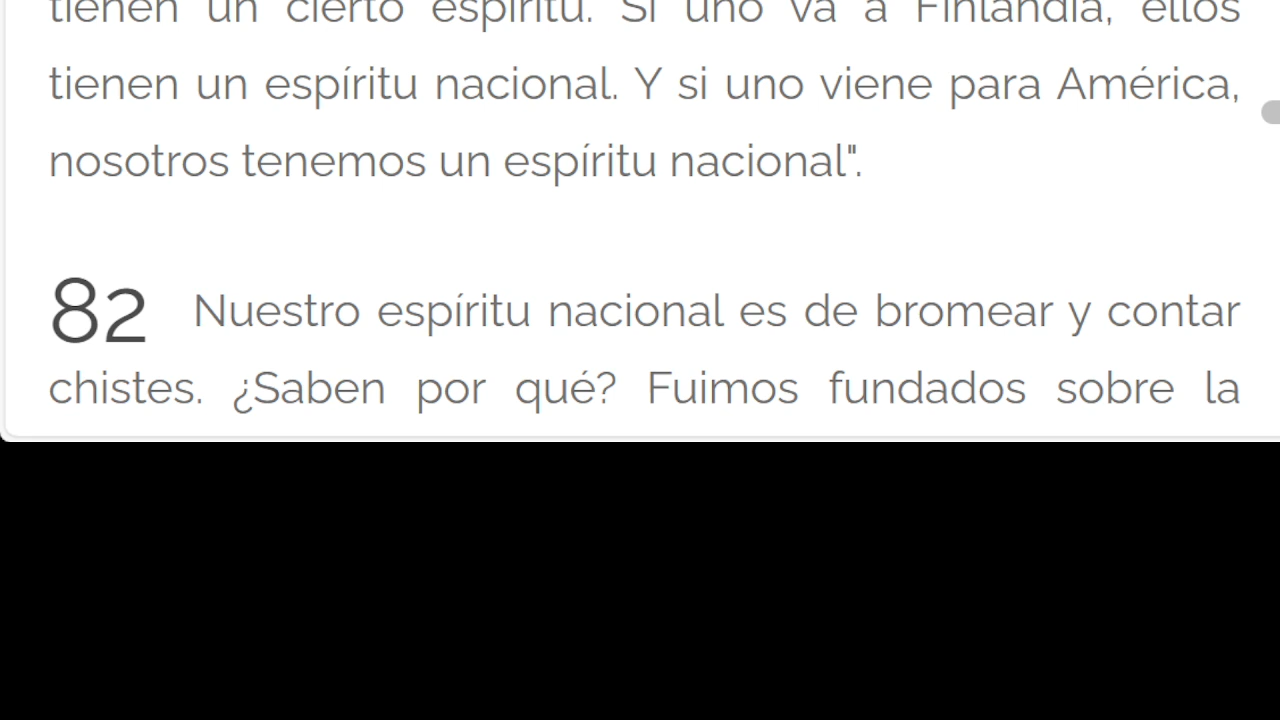 tienen un cierto espíritu. Si uno va a Finlandia, ellos
tienen un espíritu nacional. Y si uno viene para América,
nosotros tenemos un espíritu nacional".
82 Nuestro espíritu nacional es de bromear y contar
chistes. ¿Saben por qué? Fuimos fundados sobre la